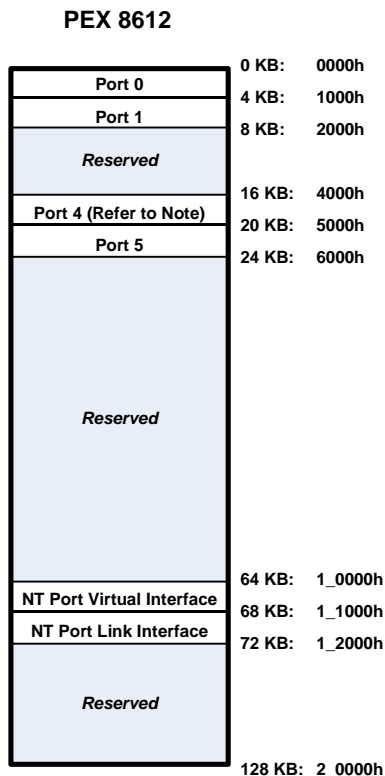 PEX 8612
0 KB: 0000h
Port 0
4 KB: 1000h
Port 1
8 KB: 2000h
Reserved
16 KB: 4000h
Port 4 (Refer to Note)
20 KB: 5000h
Port 5
24 KB: 6000h
Reserved
64 KB: 1_0000h
NT Port Virtual Interface
68 KB: 1_1000h
NT Port Link Interface
72 KB: 1_2000h
Reserved
128 KB: 2_0000h